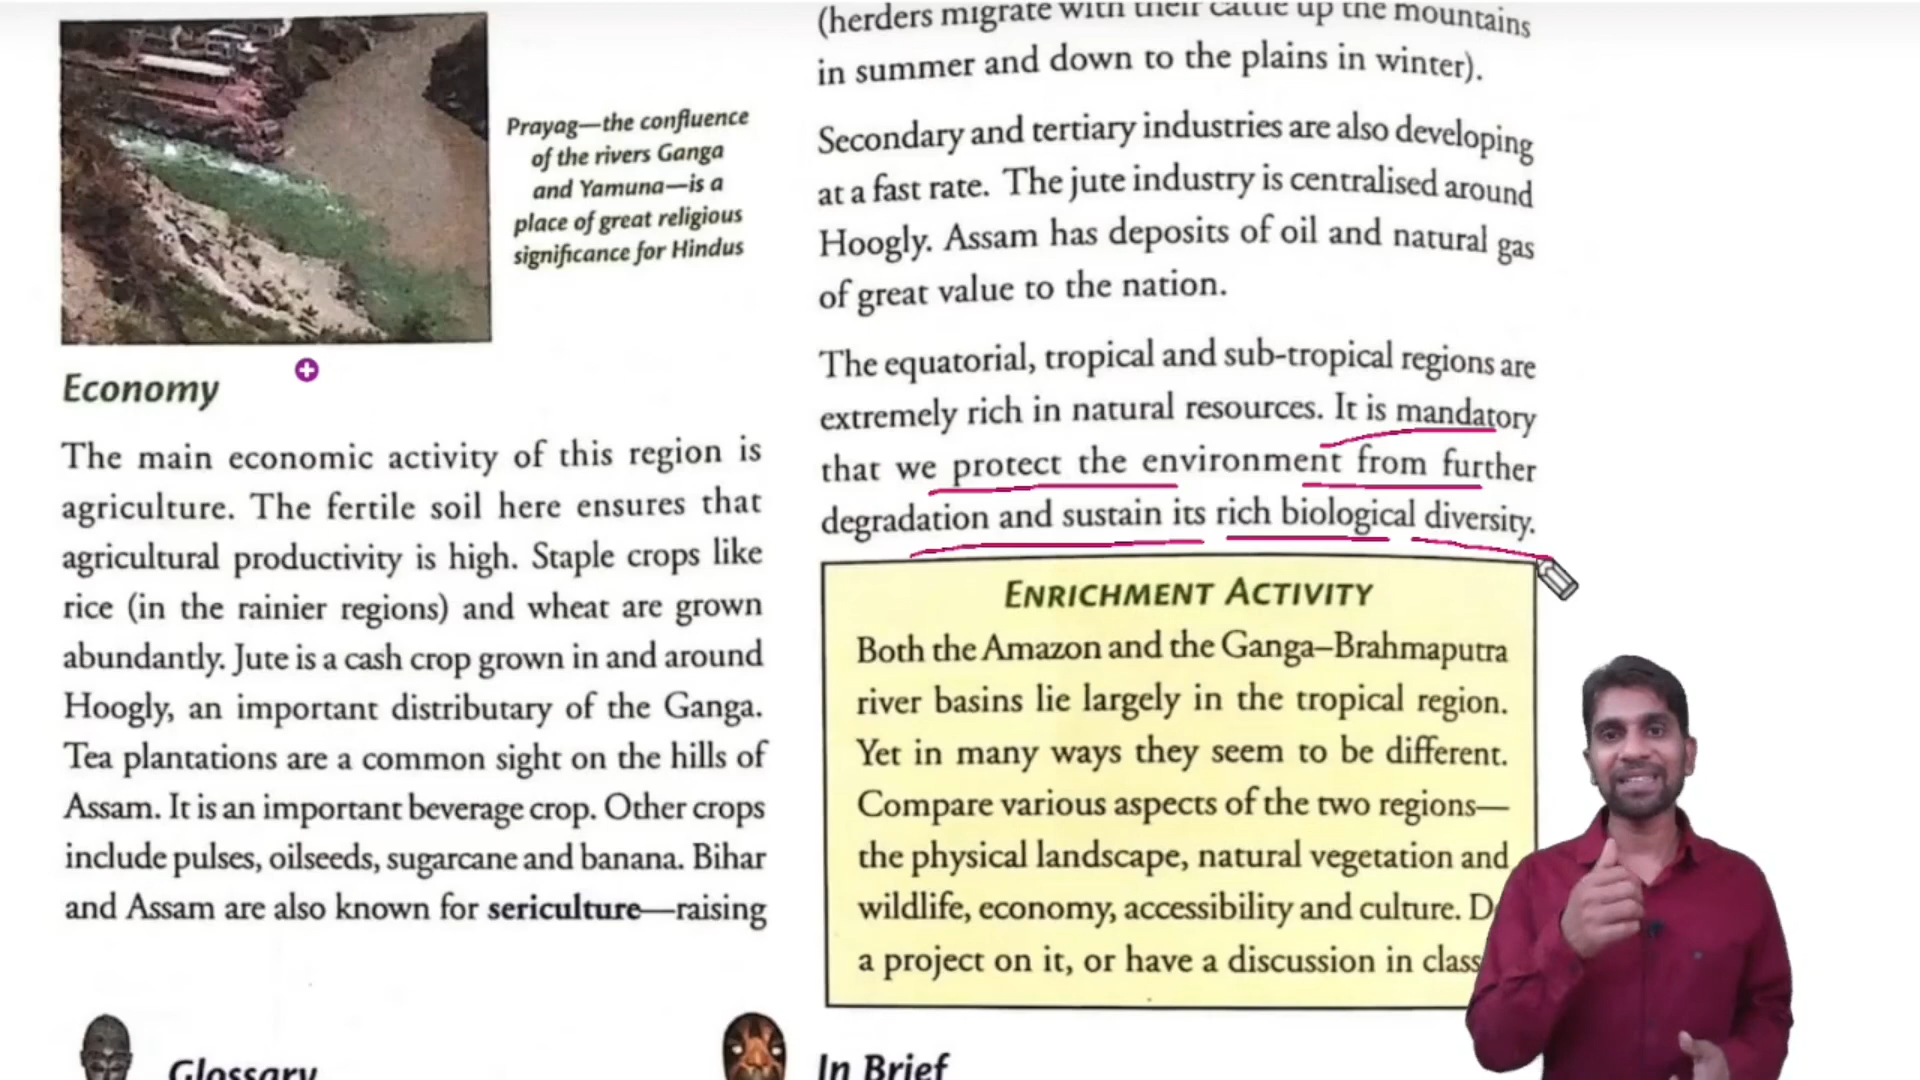 Prayag—the confluence
of the rivers Ganga
and Yamuna—is a
place of great religious
significance for Hindus
Economy
The main economic activity of this region is
agriculture. The fertile soil here ensures that
agricultural productivity is high. Staple crops like
rice (in the rainier regions) and wheat are grown
abundantly. Jute is a cash crop grown in and around
Hoogly, an important distributary of the Ganga.
Tea plantations are a common sight on the hills of
Assam. It is an important beverage crop. Other crops
include pulses, oilseeds, sugarcane and banana. Bihar
and Assam are also known for sericulture—raising
Glossary
(herders migrate with their cattle up the mountains
in summer and down to the plains in winter).
Secondary and tertiary industries are also developing
at a fast rate. The jute industry is centralised around
Hoogly. Assam has deposits of oil and natural gas
of great value to the nation.
The equatorial, tropical and sub-tropical regions are
extremely rich in natural resources. It is mandatory
that we protect the environment from further
degradation and sustain its rich biological diversity.
ENRICHMENT ACTIVITY
Both the Amazon and the Ganga–Brahmaputra
river basins lie largely in the tropical region.
Yet in many ways they seem to be different.
Compare various aspects of the two regions—
the physical landscape, natural vegetation and
wildlife, economy, accessibility and culture.
a project on it, or have a discussion in class
In Brief